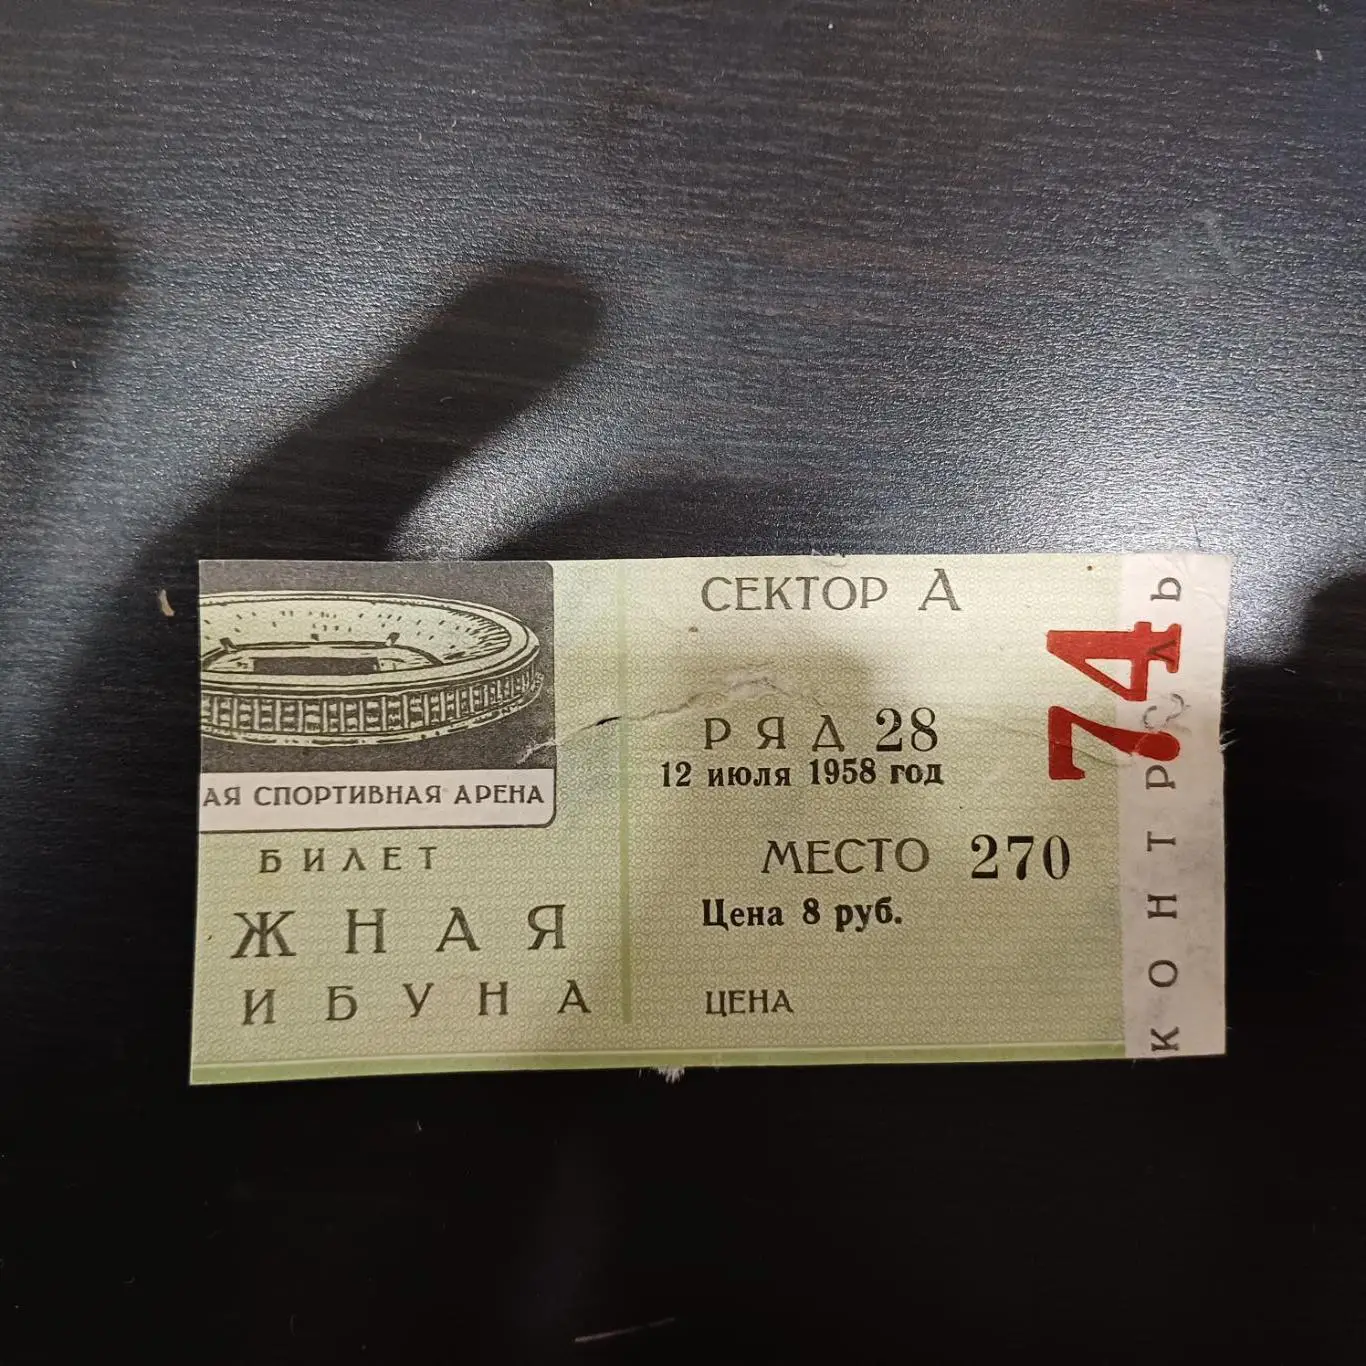 АЯ СПОРТИВНАЯ АРЕНА
БИЛЕТ
ЖНАЯ
ИБУНА
СЕКТОР А
РЯД 28
12 июля 1958 год
МЕСТО 270
Цена 8 руб.
ЦЕНА
74
КОНТРОЛЬ